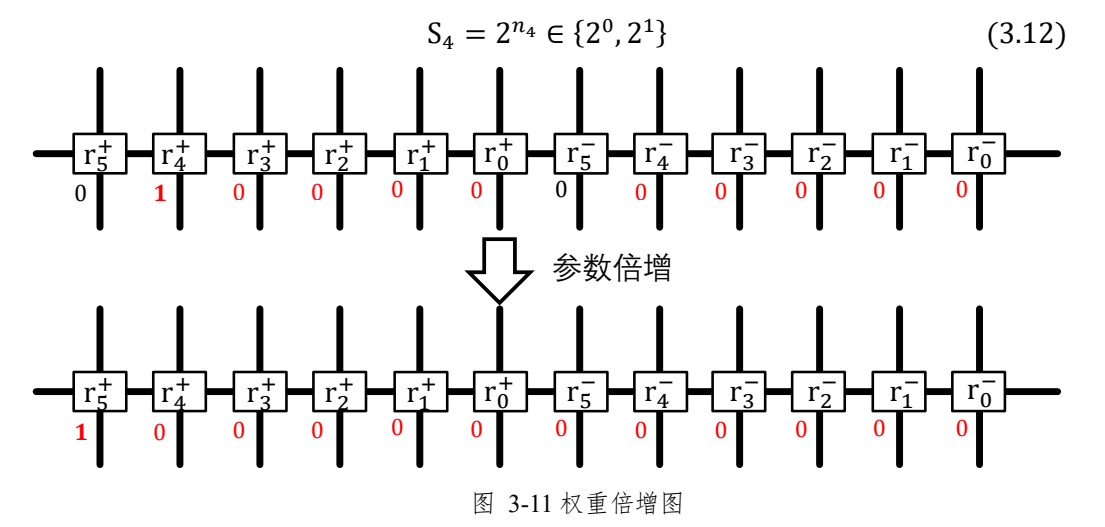 S₄ = 2^{n₄} ∈ {2⁰, 2¹} (3.12)
r₅⁺ r₄⁺ r₃⁺ r₂⁺ r₁⁺ r₀⁺ r₅⁻ r₄⁻ r₃⁻ r₂⁻ r₁⁻ r₀⁻
0 1 0 0 0 0 0 0 0 0 0 0
参数倍增
r₅⁺ r₄⁺ r₃⁺ r₂⁺ r₁⁺ r₀⁺ r₅⁻ r₄⁻ r₃⁻ r₂⁻ r₁⁻ r₀⁻
1 0 0 0 0 0 0 0 0 0 0 0
图 3-11 权重倍增图